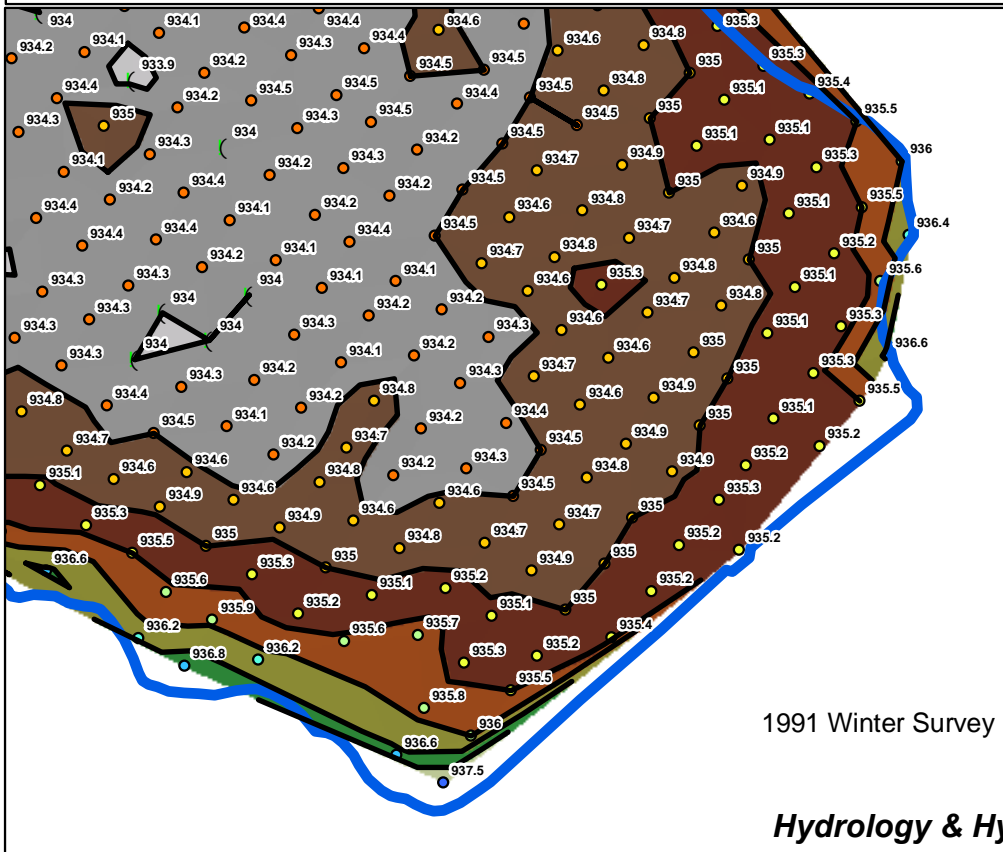 934 934.1 934.4 934.4 934.6 935.3
934.2 934.1 934.3 934.4 934.6 934.8 935.3
933.9 934.2 934.5 934.5
934.4 934.2 934.5 934.5 934.4 934.5 934.8 935 935.1 935.4
934.3 935 934.3 934.5 934.5 935 935.5
934.1 934.3 934 934.3 934.2 934.5 934.9 935.1 935.1 936
934.2 934.4 934.2 934.3 934.2 934.5 934.7 935 934.9 935.3
934.4 934.1 934.2 934.5 934.6 934.8 935.1 935.5
934.4 934.4 934.1 934.4 934.7 934.8 934.7 934.6 935.2 936.4
934.3 934.3 934.2 934 934.1 934.1 934.6 935.3 934.8 935 935.1 935.6
934.3 934.3 934 934 934.3 934.2 934.2 934.6 934.7 934.8 935.1 935.3
934.3 934 934.1 934.2 934.3 934.6 934.9 936.6
934.3 934.3 934.2 934.8 934.3 934.7 934.9 935 935.3
934.8 934.4 934.1 934.2 934.2 934.4 934.6 935 935.1 935.5
934.7 934.5 934.2 934.7 934.3 934.5 934.9 935.2
935.1 934.6 934.6 934.8 934.2 934.5 934.8 934.9 935.2
935.3 934.9 934.6 934.6 934.6 934.7 935 935.3
935.5 935 934.9 934.8 934.7 935 935.2 935.2
936.6 935.6 935.3 935 935.1 935.2 934.9 935 935.2
936.2 935.9 935.2 935.6 935.7 935.1 935.2 935.4
936.8 936.2 935.8 935.3 935.5
936.6 936
937.5
1991 Winter Survey
Hydrology & Hy